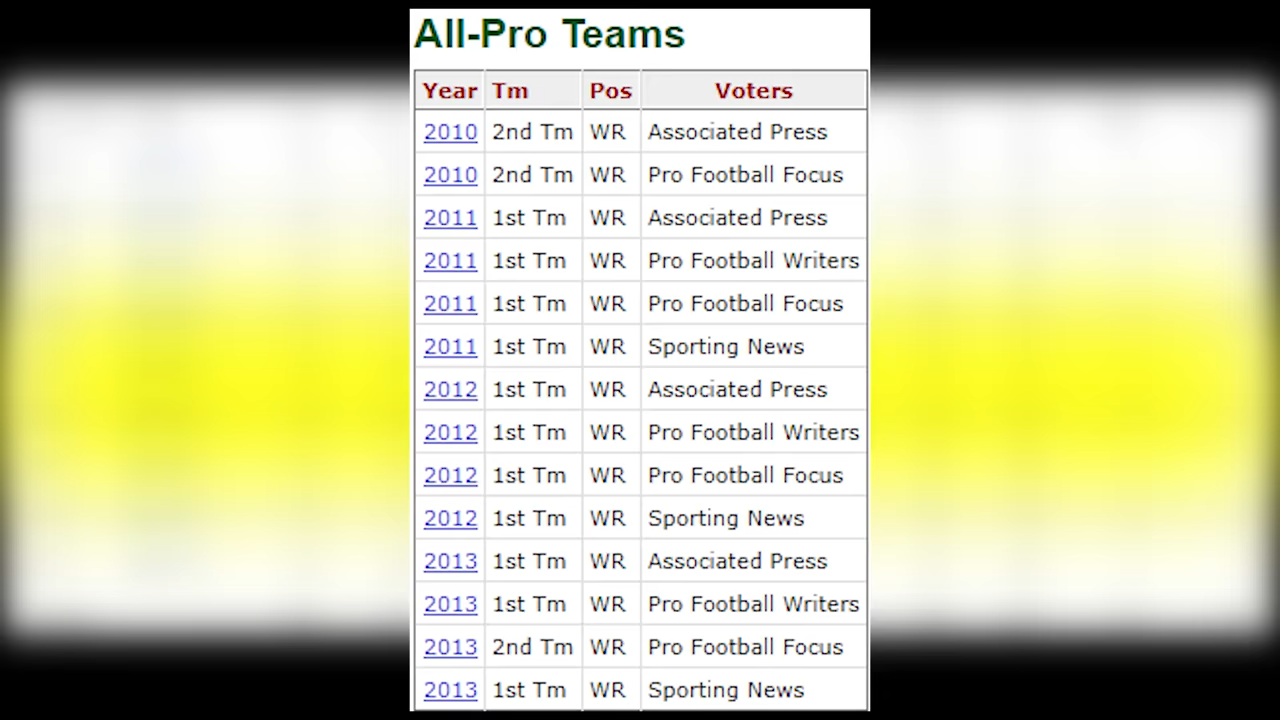 All-Pro Teams
Year Tm Pos Voters
2010 2nd Tm WR Associated Press
2010 2nd Tm WR Pro Football Focus
2011 1st Tm WR Associated Press
2011 1st Tm WR Pro Football Writers
2011 1st Tm WR Pro Football Focus
2011 1st Tm WR Sporting News
2012 1st Tm WR Associated Press
2012 1st Tm WR Pro Football Writers
2012 1st Tm WR Pro Football Focus
2012 1st Tm WR Sporting News
2013 1st Tm WR Associated Press
2013 1st Tm WR Pro Football Writers
2013 2nd Tm WR Pro Football Focus
2013 1st Tm WR Sporting News